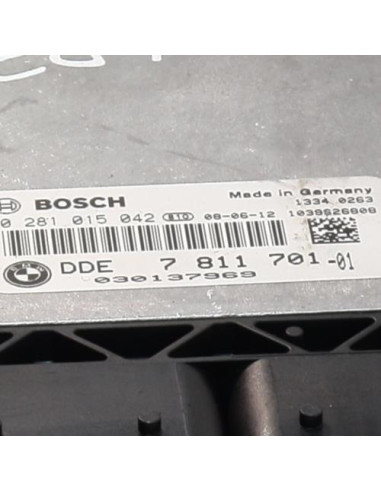 BOSCH
Made in Germany
1334 0263
0 281 015 042 08-06-12 1039S26808
DDE 7 811 701-01
030137969